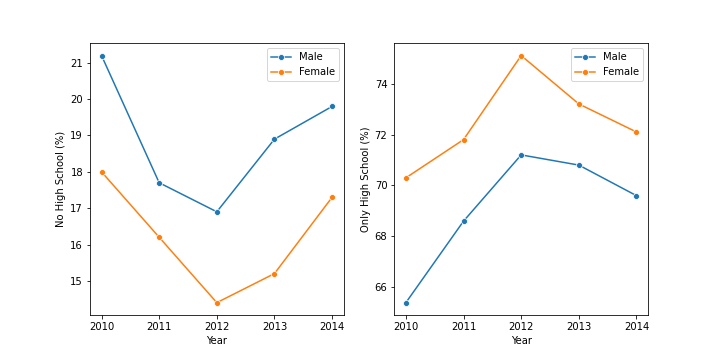 No High School (%)
21
20
19
18
17
16
15
2010 2011 2012 2013 2014
Year
Male
Female
Only High School (%)
74
72
70
68
66
2010 2011 2012 2013 2014
Year
Male
Female